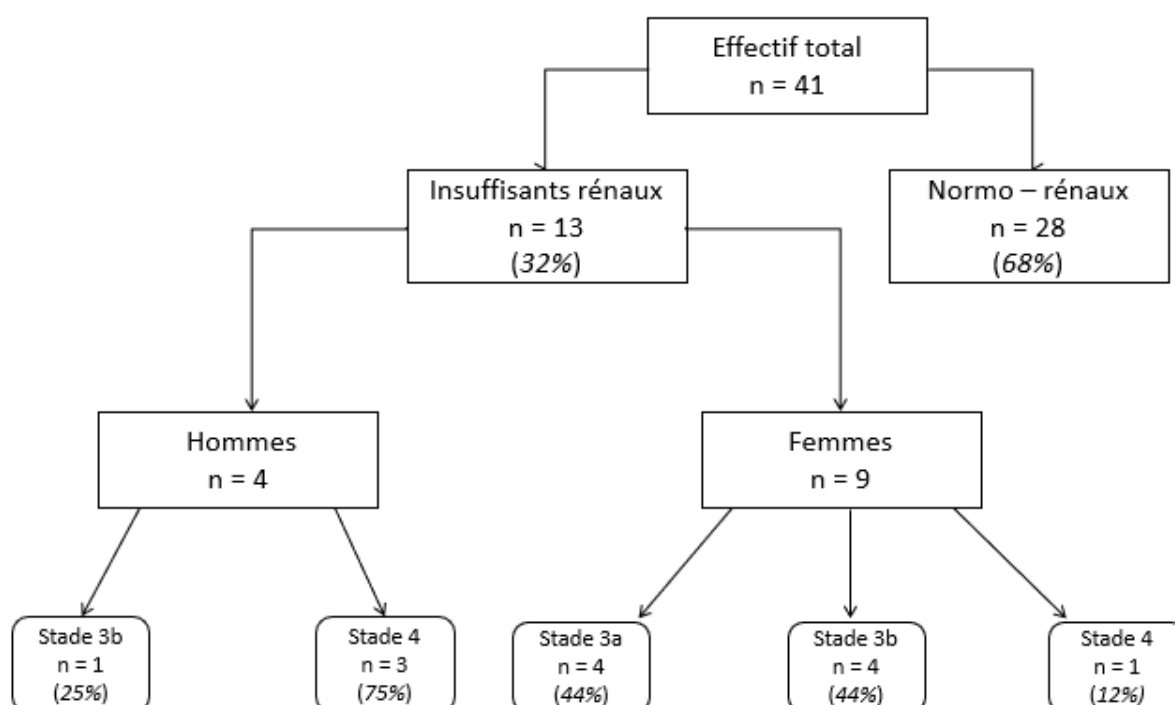 Effectif total
n = 41
Insuffisants rénaux
n = 13
(32%)
Normo – rénaux
n = 28
(68%)
Hommes
n = 4
Femmes
n = 9
Stade 3b
n = 1
(25%)
Stade 4
n = 3
(75%)
Stade 3a
n = 4
(44%)
Stade 3b
n = 4
(44%)
Stade 4
n = 1
(12%)